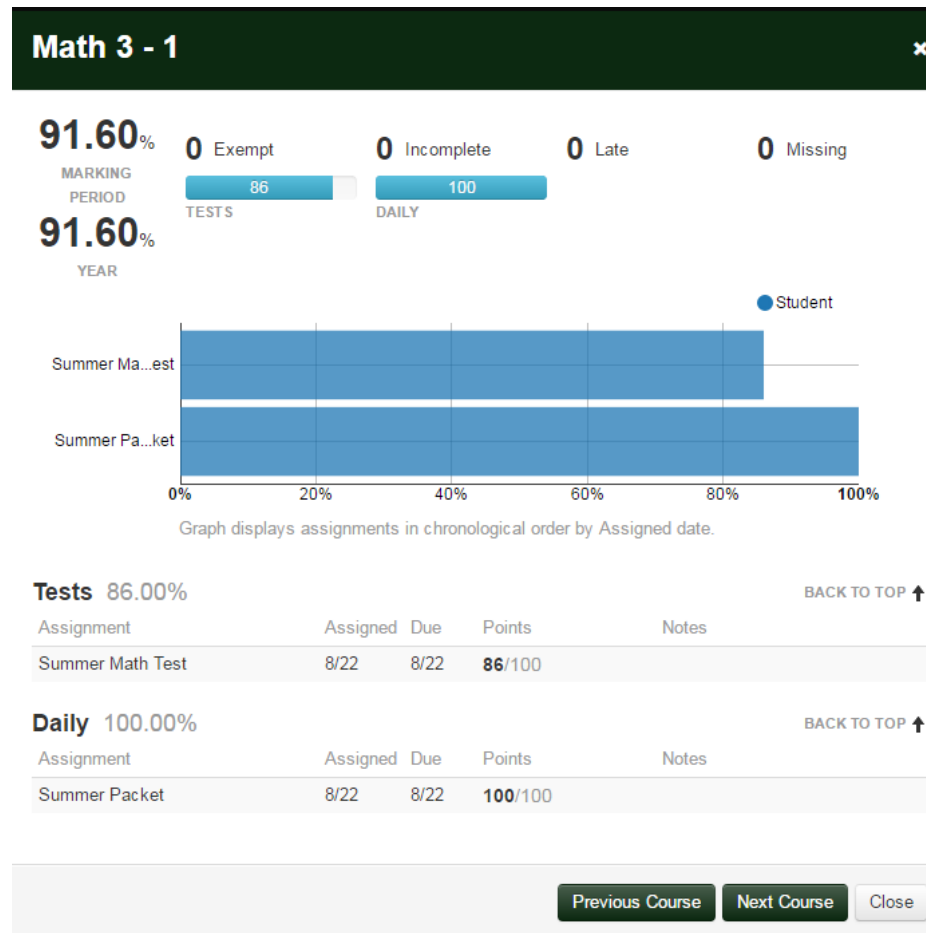 Math 3 - 1 ×
91.60% 0 Exempt 0 Incomplete 0 Late 0 Missing
MARKING
PERIOD
86 100
TESTS DAILY
91.60%
YEAR
Student
Summer Ma...est
Summer Pa...ket
0% 20% 40% 60% 80% 100%
Graph displays assignments in chronological order by Assigned date.
Tests 86.00% BACK TO TOP
Assignment Assigned Due Points Notes
Summer Math Test 8/22 8/22 86/100
Daily 100.00% BACK TO TOP
Assignment Assigned Due Points Notes
Summer Packet 8/22 8/22 100/100
Previous Course Next Course Close